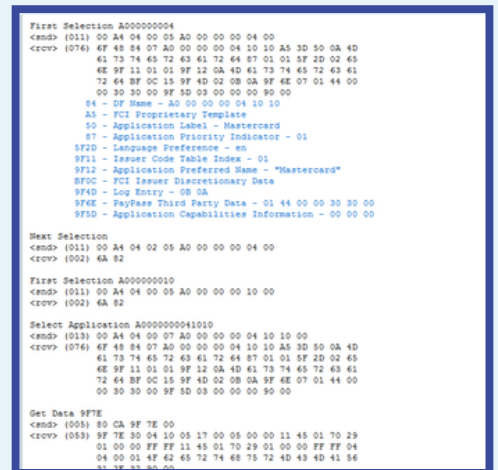 First Selection A000000004
<snd> (011) 00 A4 04 00 05 A0 00 00 00 04 00
<rcv> (076) 6F 48 84 07 A0 00 00 00 04 10 10 A5 3D 50 0A 4D
61 73 74 65 72 63 61 72 64 87 01 01 5F 2D 02 65
6E 9F 11 01 01 9F 12 0A 4D 61 73 74 65 72 63 61
72 64 BF 0C 15 9F 4D 02 0B 0A 9F 6E 07 01 44 00
00 30 30 00 9F 5D 03 00 00 00 90 00
84 - DF Name - A0 00 00 00 04 10 10
A5 - FCI Proprietary Template
50 - Application Label - Mastercard
87 - Application Priority Indicator - 01
5F2D - Language Preference - en
9F11 - Issuer Code Table Index - 01
9F12 - Application Preferred Name - "Mastercard"
BF0C - FCI Issuer Discretionary Data
9F4D - Log Entry - 0B 0A
9F6E - PayPass Third Party Data - 01 44 00 00 30 30 00
9F5D - Application Capabilities Information - 00 00 00
Next Selection
<snd> (011) 00 A4 04 02 05 A0 00 00 00 04 00
<rcv> (002) 6A 82
First Selection A000000010
<snd> (011) 00 A4 04 00 05 A0 00 00 00 10 00
<rcv> (002) 6A 82
Select Application A0000000041010
<snd> (013) 00 A4 04 00 07 A0 00 00 00 04 10 10 00
<rcv> (076) 6F 48 84 07 A0 00 00 00 04 10 10 A5 3D 50 0A 4D
61 73 74 65 72 63 61 72 64 87 01 01 5F 2D 02 65
6E 9F 11 01 01 9F 12 0A 4D 61 73 74 65 72 63 61
72 64 BF 0C 15 9F 4D 02 0B 0A 9F 6E 07 01 44 00
00 30 30 00 9F 5D 03 00 00 00 90 00
Get Data 9F7E
<snd> (005) 80 CA 9F 7E 00
<rcv> (053) 9F 7E 30 04 10 05 17 00 05 00 00 11 45 01 70 29
01 00 00 FF FF 11 45 01 70 29 01 00 00 FF FF 04
04 00 01 4F 62 65 72 74 68 75 72 4D 43 4D 41 56